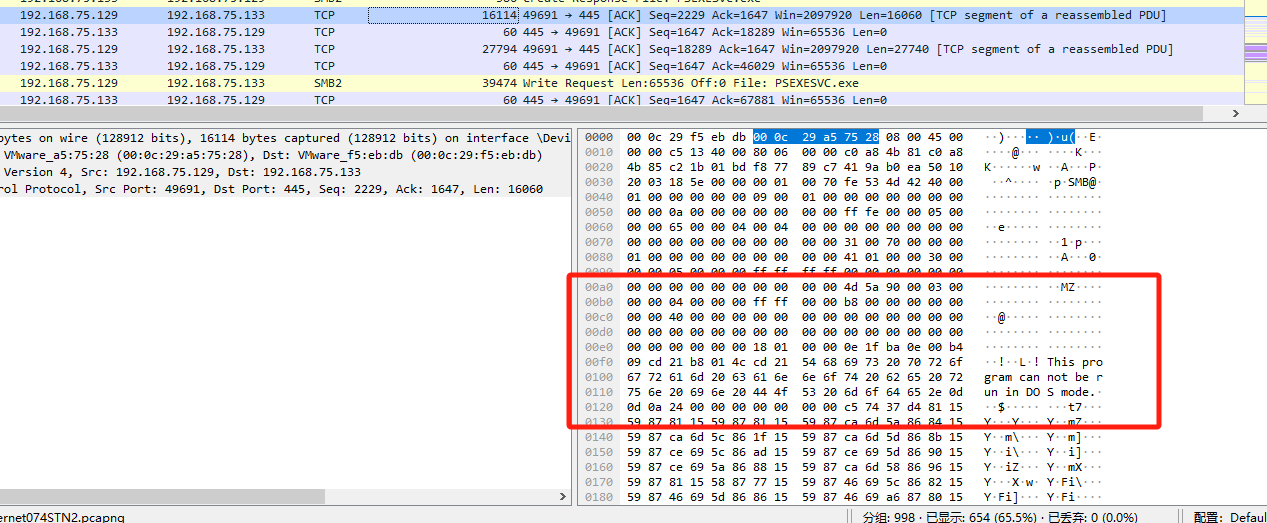 192.168.75.129 192.168.75.133 TCP 16114 49691 → 445 [ACK] Seq=2229 Ack=1647 Win=2097920 Len=16060 [TCP segment of a reassembled PDU]
192.168.75.133 192.168.75.129 TCP 60 445 → 49691 [ACK] Seq=1647 Ack=18289 Win=65536 Len=0
192.168.75.129 192.168.75.133 TCP 27794 49691 → 445 [ACK] Seq=18289 Ack=1647 Win=2097920 Len=27740 [TCP segment of a reassembled PDU]
192.168.75.133 192.168.75.129 TCP 60 445 → 49691 [ACK] Seq=1647 Ack=46029 Win=65536 Len=0
192.168.75.129 192.168.75.133 SMB2 39474 Write Request Len:65536 Off:0 File: PSEXESVC.exe
192.168.75.133 192.168.75.129 TCP 60 445 → 49691 [ACK] Seq=1647 Ack=67881 Win=65536 Len=0
bytes on wire (128912 bits), 16114 bytes captured (128912 bits) on interface \Devi
VMware_a5:75:28 (00:0c:29:a5:75:28), Dst: VMware_f5:eb:db (00:0c:29:f5:eb:db)
Version 4, Src: 192.168.75.129, Dst: 192.168.75.133
rol Protocol, Src Port: 49691, Dst Port: 445, Seq: 2229, Ack: 1647, Len: 16060
0000 00 0c 29 f5 eb db 00 0c 29 a5 75 28 08 00 45 00 ··)····· )·u(··E·
0010 00 00 c5 13 40 00 80 06 00 00 c0 a8 4b 81 c0 a8 ····@··· ····K···
0020 4b 85 c2 1b 01 bd f8 77 89 c7 41 9a b0 ea 50 10 K······w ··A···P·
0030 20 03 18 5e 00 00 00 01 00 70 fe 53 4d 42 40 00  ··^···· ·p·SMB@·
0040 01 00 00 00 00 00 09 00 01 00 00 00 00 00 00 00 ········ ········
0050 00 00 0a 00 00 00 00 00 00 00 ff fe 00 00 05 00 ········ ········
0060 00 00 65 00 00 04 00 04 00 00 00 00 00 00 00 00 ··e····· ········
0070 00 00 00 00 00 00 00 00 00 00 31 00 70 00 00 00 ········ ··1·p···
0080 01 00 00 00 00 00 00 00 00 00 41 01 00 00 30 00 ········ ··A···0·
0090 00 00 05 00 00 00 ff ff ff ff 00 00 00 00 00 00 ········ ········
00a0 00 00 00 00 00 00 00 00 00 00 4d 5a 90 00 03 00 ········ ··MZ····
00b0 00 00 04 00 00 00 ff ff 00 00 b8 00 00 00 00 00 ········ ········
00c0 00 00 40 00 00 00 00 00 00 00 00 00 00 00 00 00 ··@····· ········
00d0 00 00 00 00 00 00 00 00 00 00 00 00 00 00 00 00 ········ ········
00e0 00 00 00 00 00 00 18 01 00 00 0e 1f ba 0e 00 b4 ········ ········
00f0 09 cd 21 b8 01 4c cd 21 54 68 69 73 20 70 72 6f ··!··L·! This pro
0100 67 72 61 6d 20 63 61 6e 6e 6f 74 20 62 65 20 72 gram can not be r
0110 75 6e 20 69 6e 20 44 4f 53 20 6d 6f 64 65 2e 0d un in DO S mode.·
0120 0d 0a 24 00 00 00 00 00 00 00 c5 74 37 d4 81 15 ··$····· ···t7···
0130 59 87 81 15 59 87 81 15 59 87 ca 6d 5a 86 84 15 Y···Y··· Y··mZ···
0140 59 87 ca 6d 5c 86 1f 15 59 87 ca 6d 5d 86 8b 15 Y··m\··· Y··m]···
0150 59 87 ce 69 5c 86 ad 15 59 87 ce 69 5d 86 90 15 Y··i\··· Y··i]···
0160 59 87 ce 69 5a 86 88 15 59 87 ca 6d 58 86 96 15 Y··iZ··· Y··mX···
0170 59 87 81 15 58 87 77 15 59 87 46 69 5c 86 82 15 Y···X·w· Y·Fi\···
0180 59 87 46 69 5d 86 86 15 59 87 46 69 a6 87 80 15 Y·Fi]··· Y·Fi····
ernet074STN2.pcapng 分组: 998 · 已显示: 654 (65.5%) · 已丢弃: 0 (0.0%) 配置: Defaul